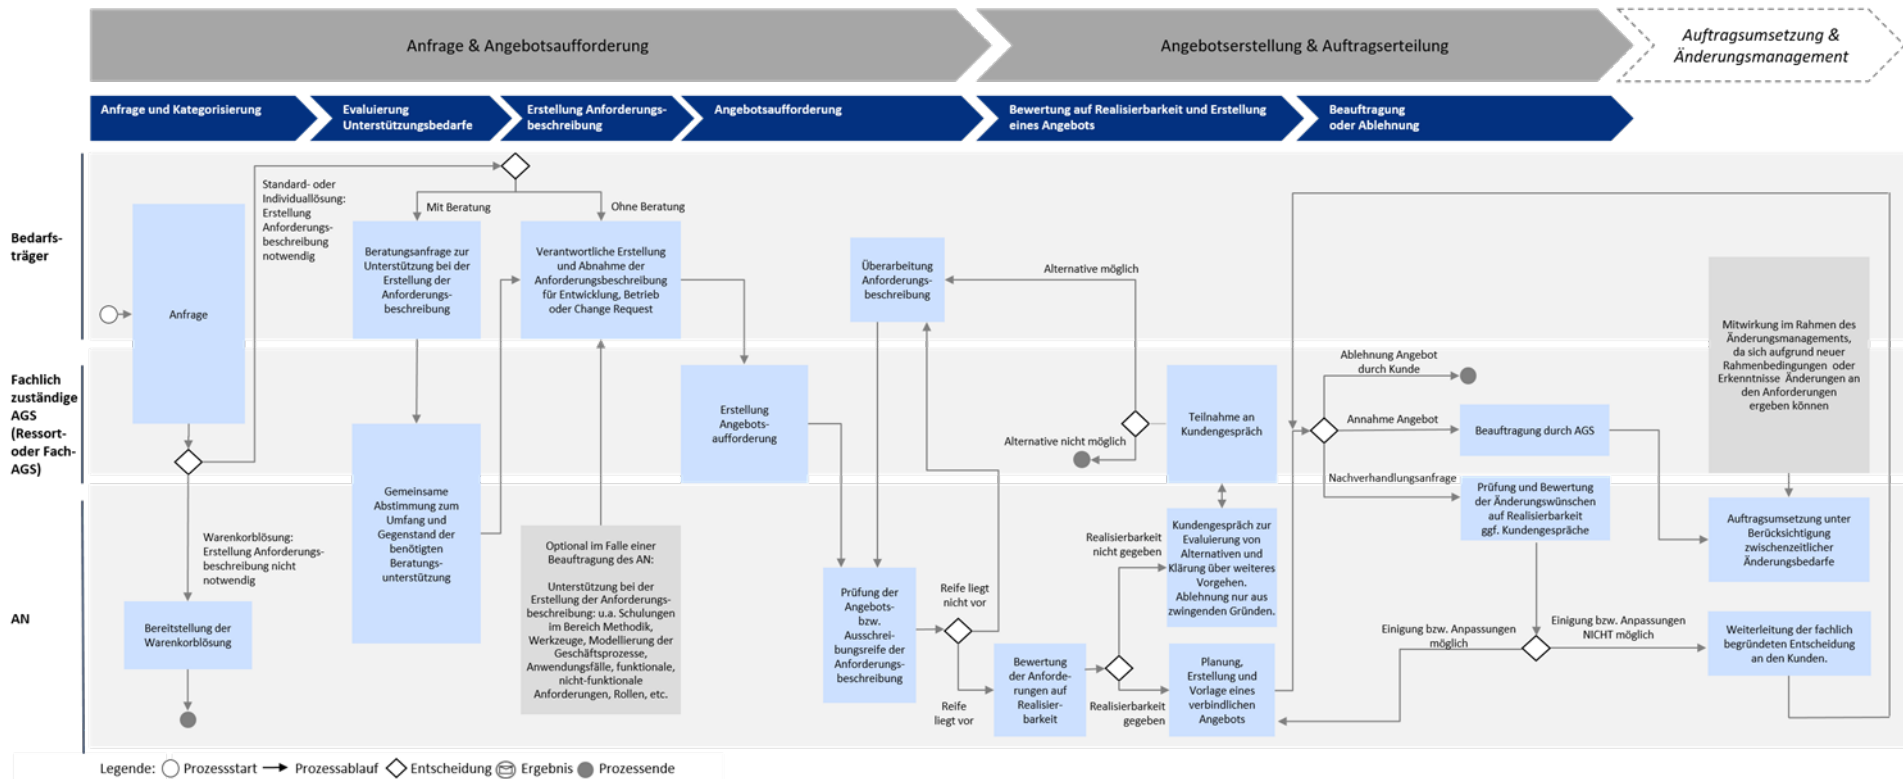 Anfrage & Angebotsaufforderung
Angebotserstellung & Auftragserteilung
Auftragsumsetzung &
Änderungsmanagement
Anfrage und Kategorisierung
Evaluierung
Unterstützungsbedarfe
Erstellung Anforderungs-
beschreibung
Angebotsaufforderung
Bewertung auf Realisierbarkeit und Erstellung
eines Angebots
Beauftragung
oder Ablehnung
Bedarfs-
träger
Standard- oder
Individuallösung:
Erstellung
Anforderungs-
beschreibung
notwendig
Mit Beratung
Ohne Beratung
Anfrage
Beratungsanfrage zur
Unterstützung bei der
Erstellung der
Anforderungs-
beschreibung
Verantwortliche Erstellung
und Abnahme der
Anforderungsbeschreibung
für Entwicklung, Betrieb
oder Change Request
Überarbeitung
Anforderungs-
beschreibung
Alternative möglich
Mitwirkung im Rahmen des
Änderungsmanagements,
da sich aufgrund neuer
Rahmenbedingungen oder
Erkenntnisse Änderungen an
den Anforderungen
ergeben können
Fachlich
zuständige
AGS
(Ressort-
oder Fach-
AGS)
Erstellung
Angebots-
aufforderung
Alternative nicht möglich
Teilnahme an
Kundengespräch
Ablehnung Angebot
durch Kunde
Annahme Angebot
Beauftragung durch AGS
Nachverhandlungsanfrage
Prüfung und Bewertung
der Änderungswünschen
auf Realisierbarkeit
ggf. Kundengespräche
AN
Warenkorblösung:
Erstellung Anforderungs-
beschreibung nicht
notwendig
Bereitstellung der
Warenkorblösung
Gemeinsame
Abstimmung zum
Umfang und
Gegenstand der
benötigten
Beratungs-
unterstützung
Optional im Falle einer
Beauftragung des AN:
Unterstützung bei der
Erstellung der Anforderungs-
beschreibung: u.a. Schulungen
im Bereich Methodik,
Werkzeuge, Modellierung der
Geschäftsprozesse,
Anwendungsfälle, funktionale,
nicht-funktionale
Anforderungen, Rollen, etc.
Prüfung der
Angebots-
bzw.
Ausschrei-
bungsreife der
Anforderungs-
beschreibung
Reife liegt
nicht vor
Reife
liegt vor
Bewertung
der Anforde-
rungen auf
Realisier-
barkeit
Realisierbarkeit
nicht gegeben
Realisierbarkeit
gegeben
Kundengespräch zur
Evaluierung von
Alternativen und
Klärung über weiteres
Vorgehen.
Ablehnung nur aus
zwingenden Gründen.
Planung,
Erstellung und
Vorlage eines
verbindlichen
Angebots
Einigung bzw. Anpassungen
möglich
Einigung bzw. Anpassungen
NICHT möglich
Auftragsumsetzung unter
Berücksichtigung
zwischenzeitlicher
Änderungsbedarfe
Weiterleitung der fachlich
begründeten Entscheidung
an den Kunden.
Legende: Prozessstart Prozessablauf Entscheidung Ergebnis Prozessende